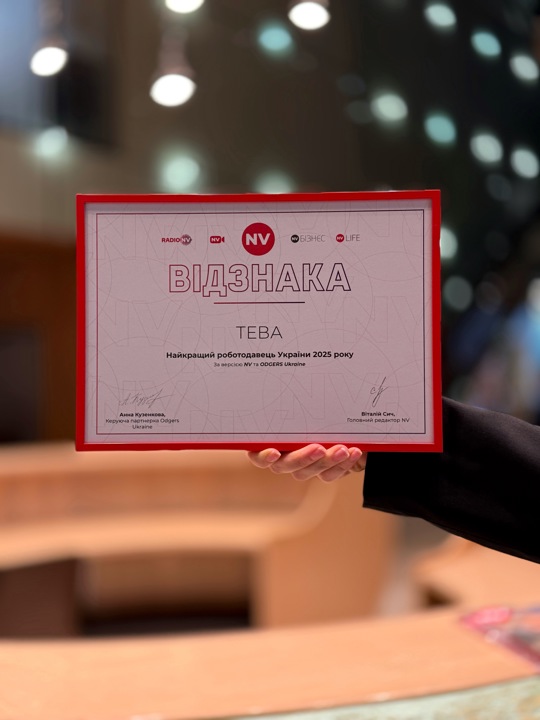 RADIO NV
NV
NV
NV БІЗНЕС
NV LIFE
ВІДЗНАКА
ТЕВА
Найкращий роботодавець України 2025 року
За версією NV та ODGERS Ukraine
Анна Кузенкова,
Керуюча партнерка Odgers
Ukraine
Віталій Сич,
Головний редактор NV